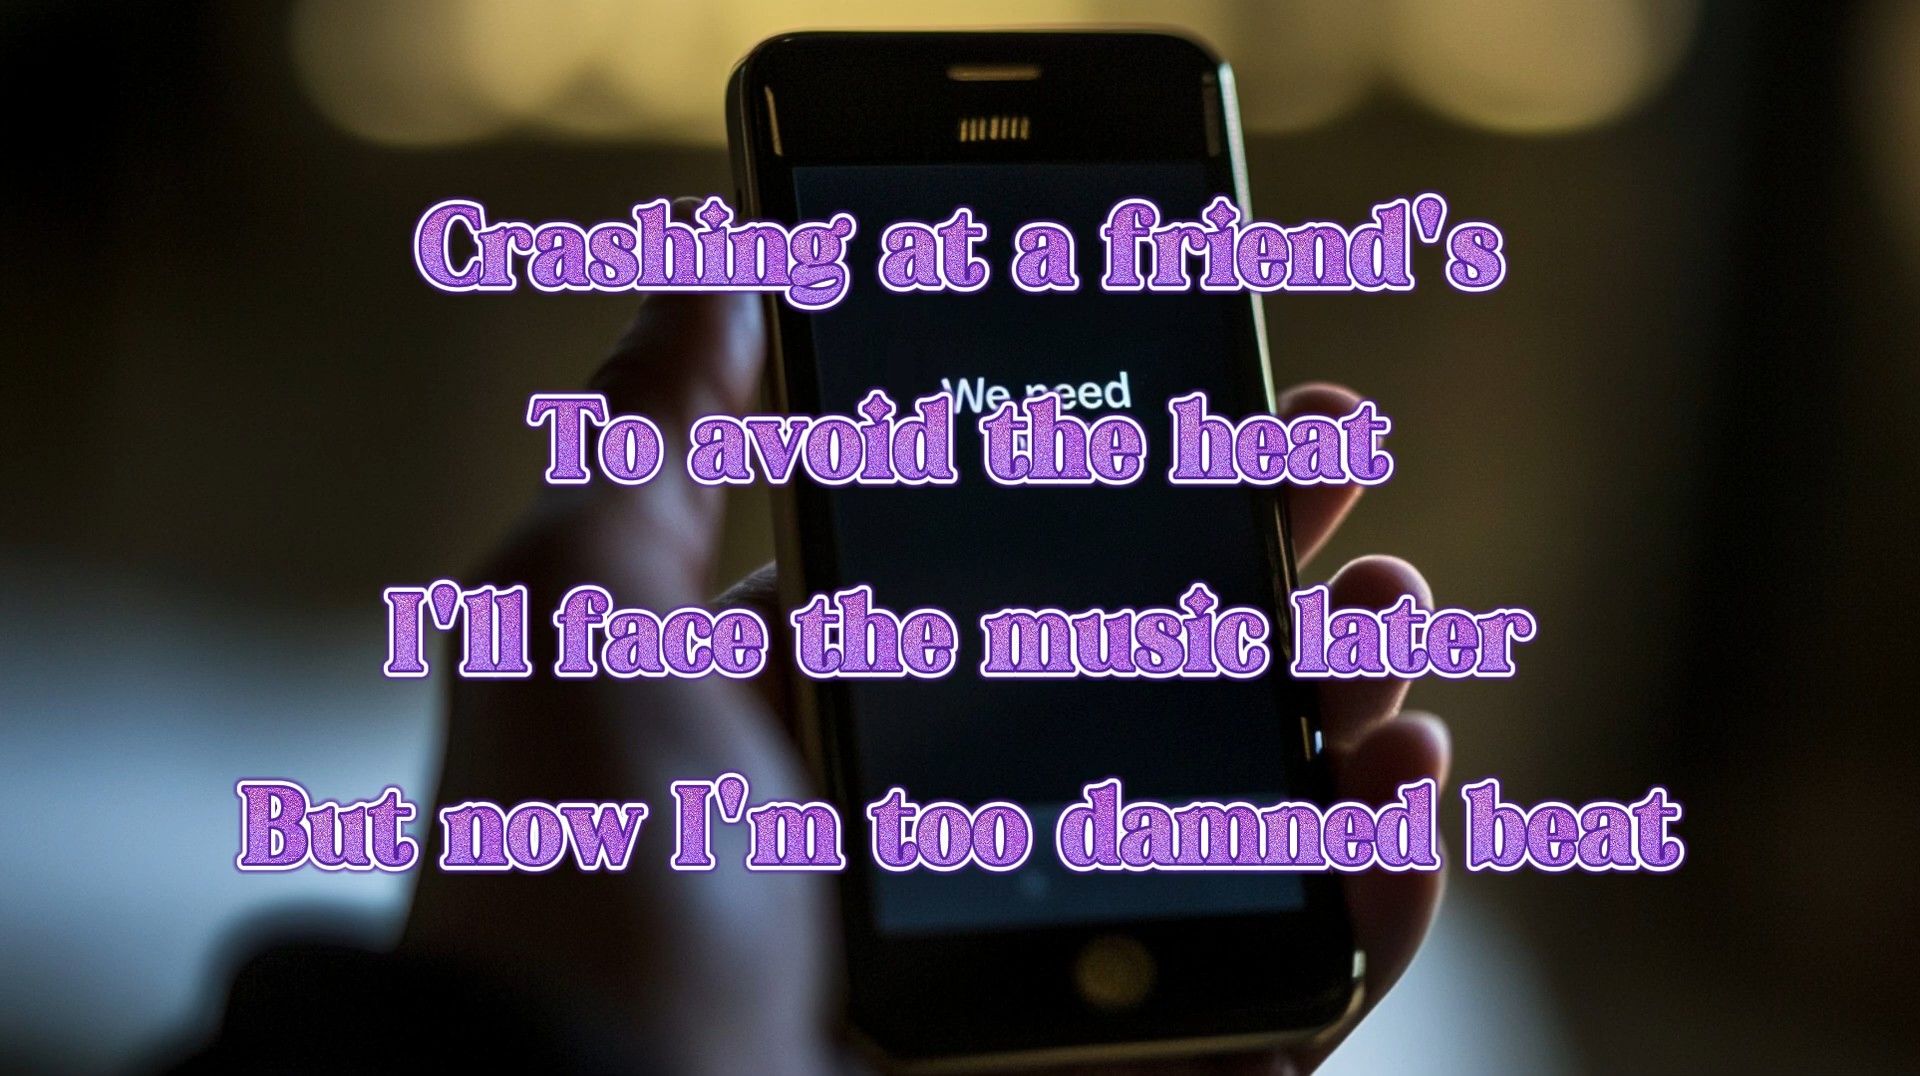 Crashing at a friend's
We need
To avoid the heat
I'll face the music later
But now I'm too damned beat